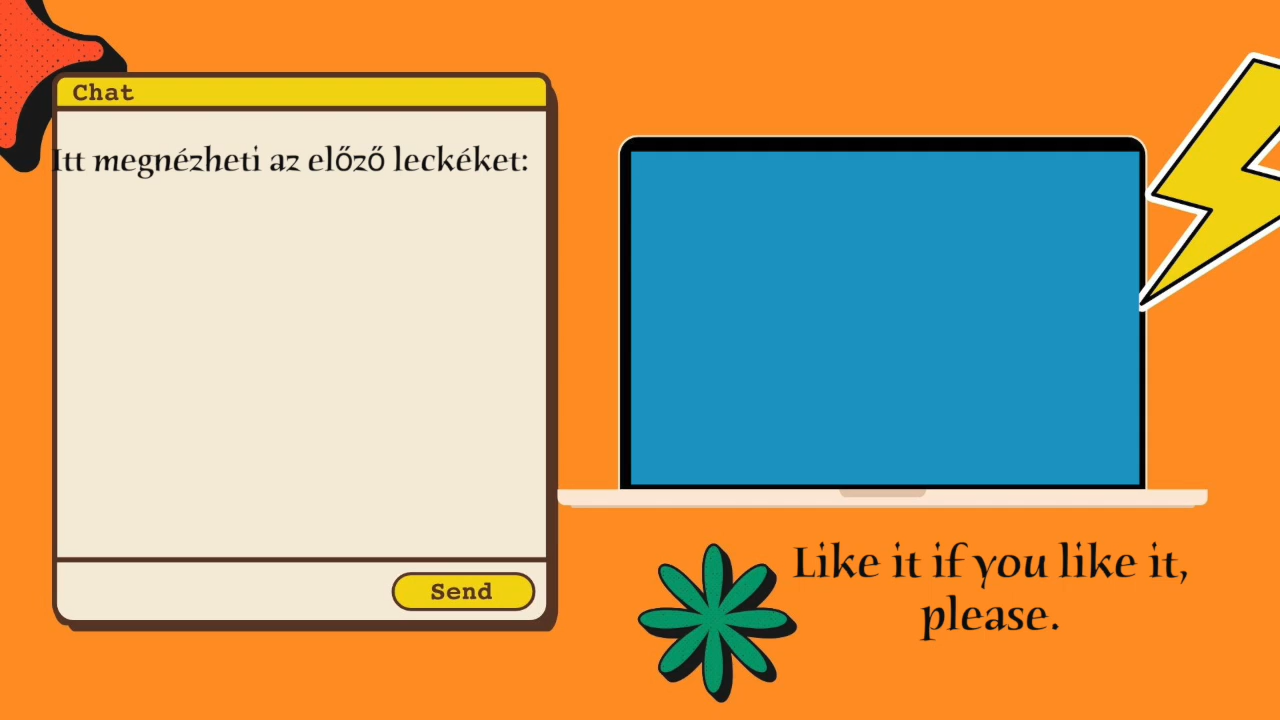 Chat
Itt megnézheti az előző leckéket:
Send
Like it if you like it,
please.